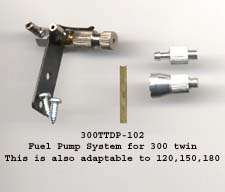 300TTDP-102
Fuel Pump System for 300 twin
This is also adaptable to 120,150,180